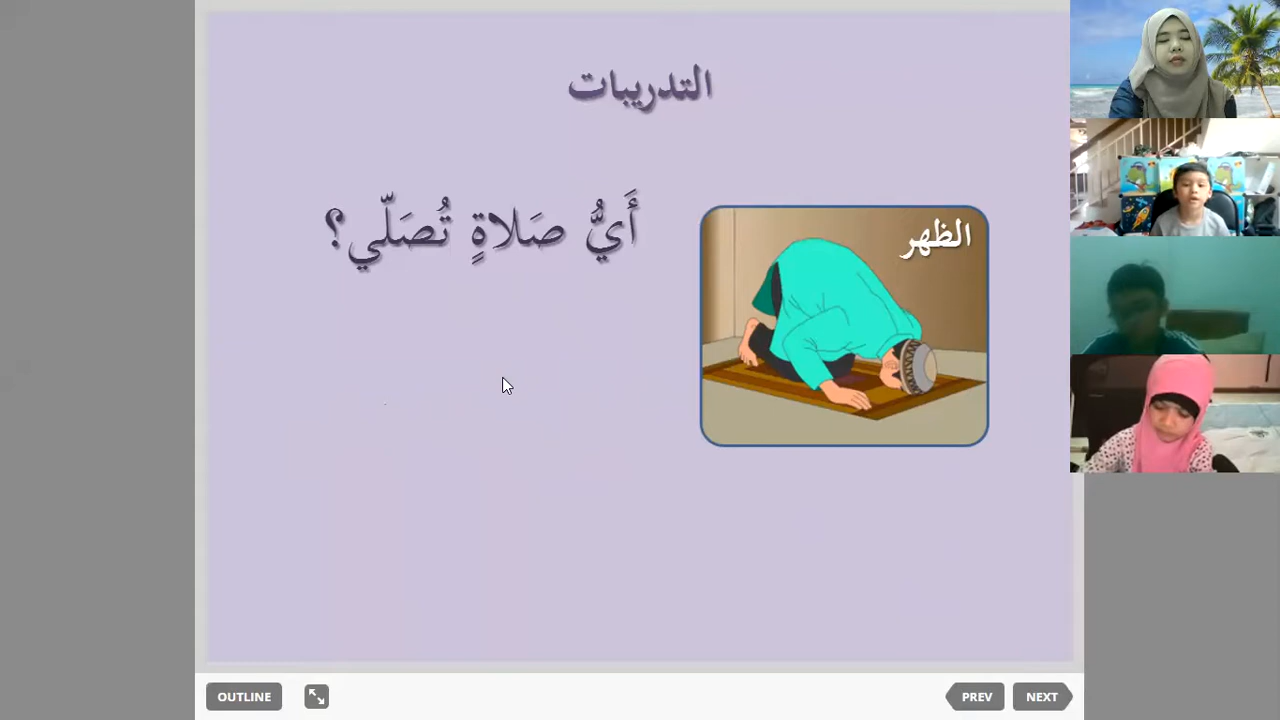 التدريبات
أَيُّ صَلاةٍ تُصَلّي؟
الظهر
OUTLINE
PREV
NEXT